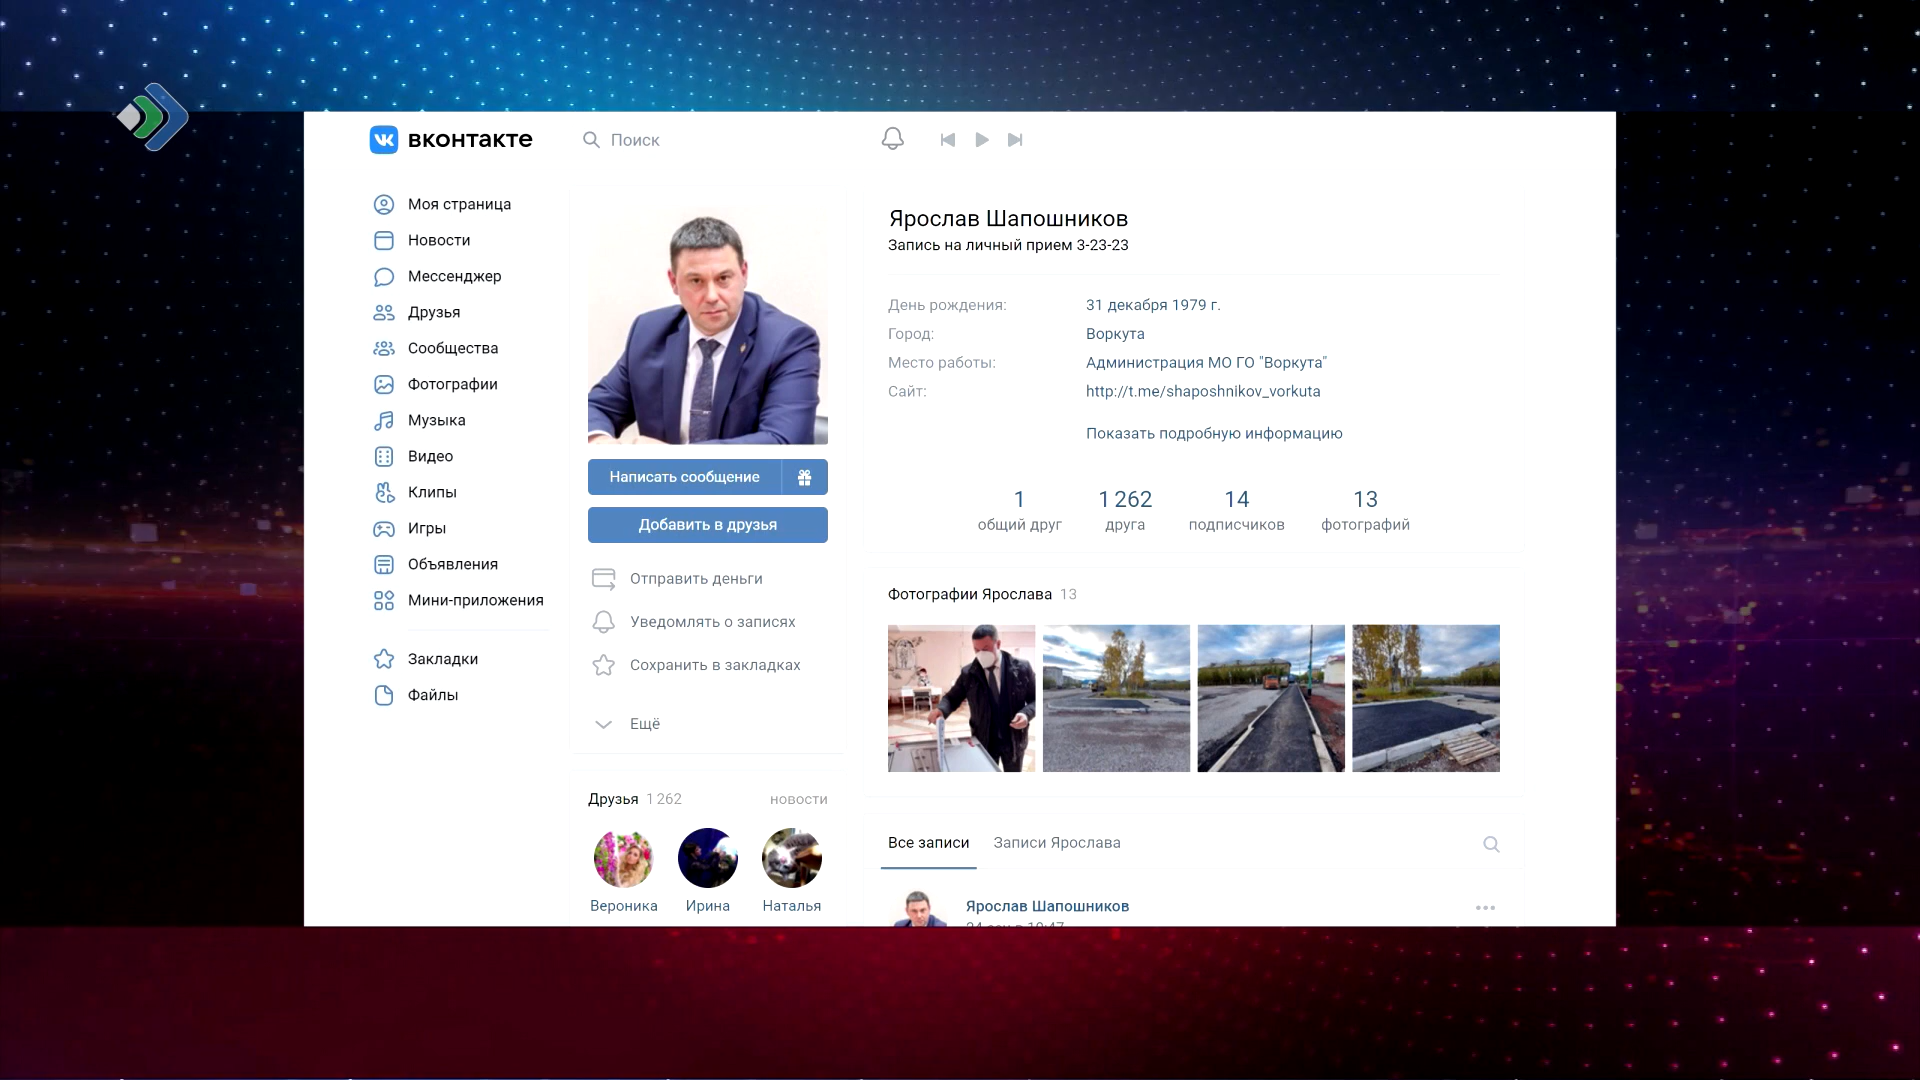 вконтакте
Поиск
Моя страница
Новости
Мессенджер
Друзья
Сообщества
Фотографии
Музыка
Видео
Клипы
Игры
Объявления
Мини-приложения
Закладки
Файлы
Написать сообщение
Добавить в друзья
Отправить деньги
Уведомлять о записях
Сохранить в закладках
Ещё
Друзья 1 262 новости
Вероника Ирина Наталья
Ярослав Шапошников
Запись на личный прием 3-23-23
День рождения: 31 декабря 1979 г.
Город: Воркута
Место работы: Администрация МО ГО "Воркута"
Сайт: http://t.me/shaposhnikov_vorkuta
Показать подробную информацию
1 1 262 14 13
общий друг друга подписчиков фотографий
Фотографии Ярослава 13
Все записи Записи Ярослава
Ярослав Шапошников